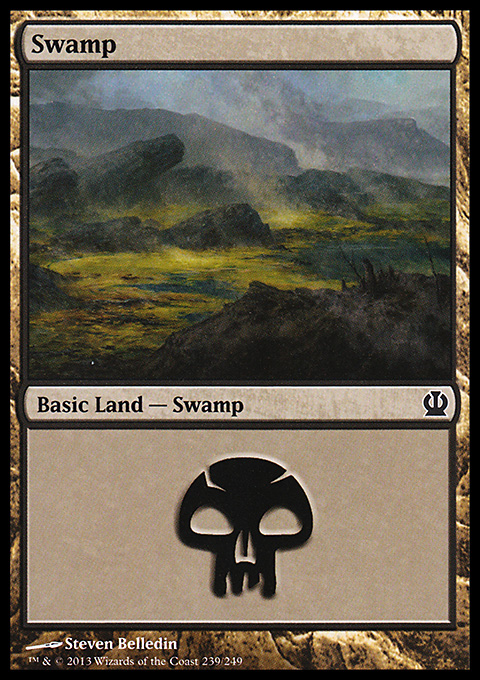 Swamp
Basic Land — Swamp
Steven Belledin
™ & © 2013 Wizards of the Coast 239/249